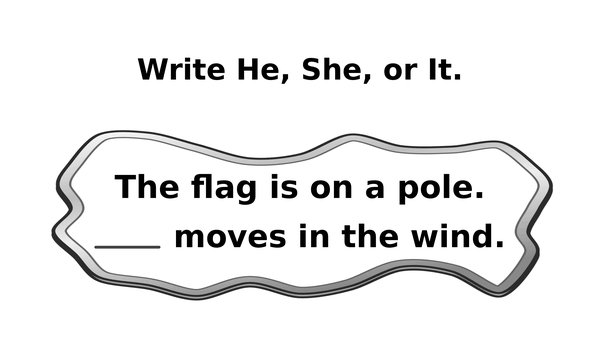 Write He, She, or It.
The flag is on a pole.
____ moves in the wind.